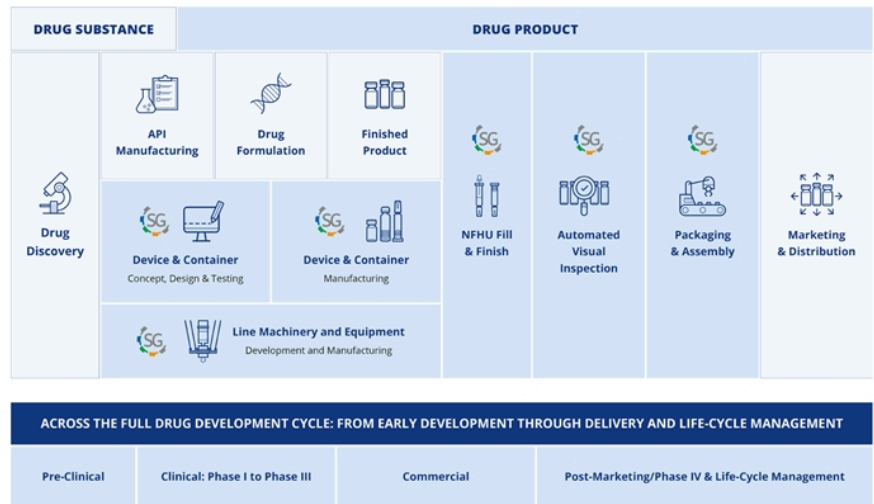 DRUG SUBSTANCE
DRUG PRODUCT
Drug
Discovery
API
Manufacturing
Drug
Formulation
Finished
Product
SG
Device & Container
Concept, Design & Testing
SG
Device & Container
Manufacturing
SG
Line Machinery and Equipment
Development and Manufacturing
SG
NFHU Fill
& Finish
SG
Automated
Visual
Inspection
SG
Packaging
& Assembly
Marketing
& Distribution
ACROSS THE FULL DRUG DEVELOPMENT CYCLE: FROM EARLY DEVELOPMENT THROUGH DELIVERY AND LIFE-CYCLE MANAGEMENT
Pre-Clinical
Clinical: Phase I to Phase III
Commercial
Post-Marketing/Phase IV & Life-Cycle Management